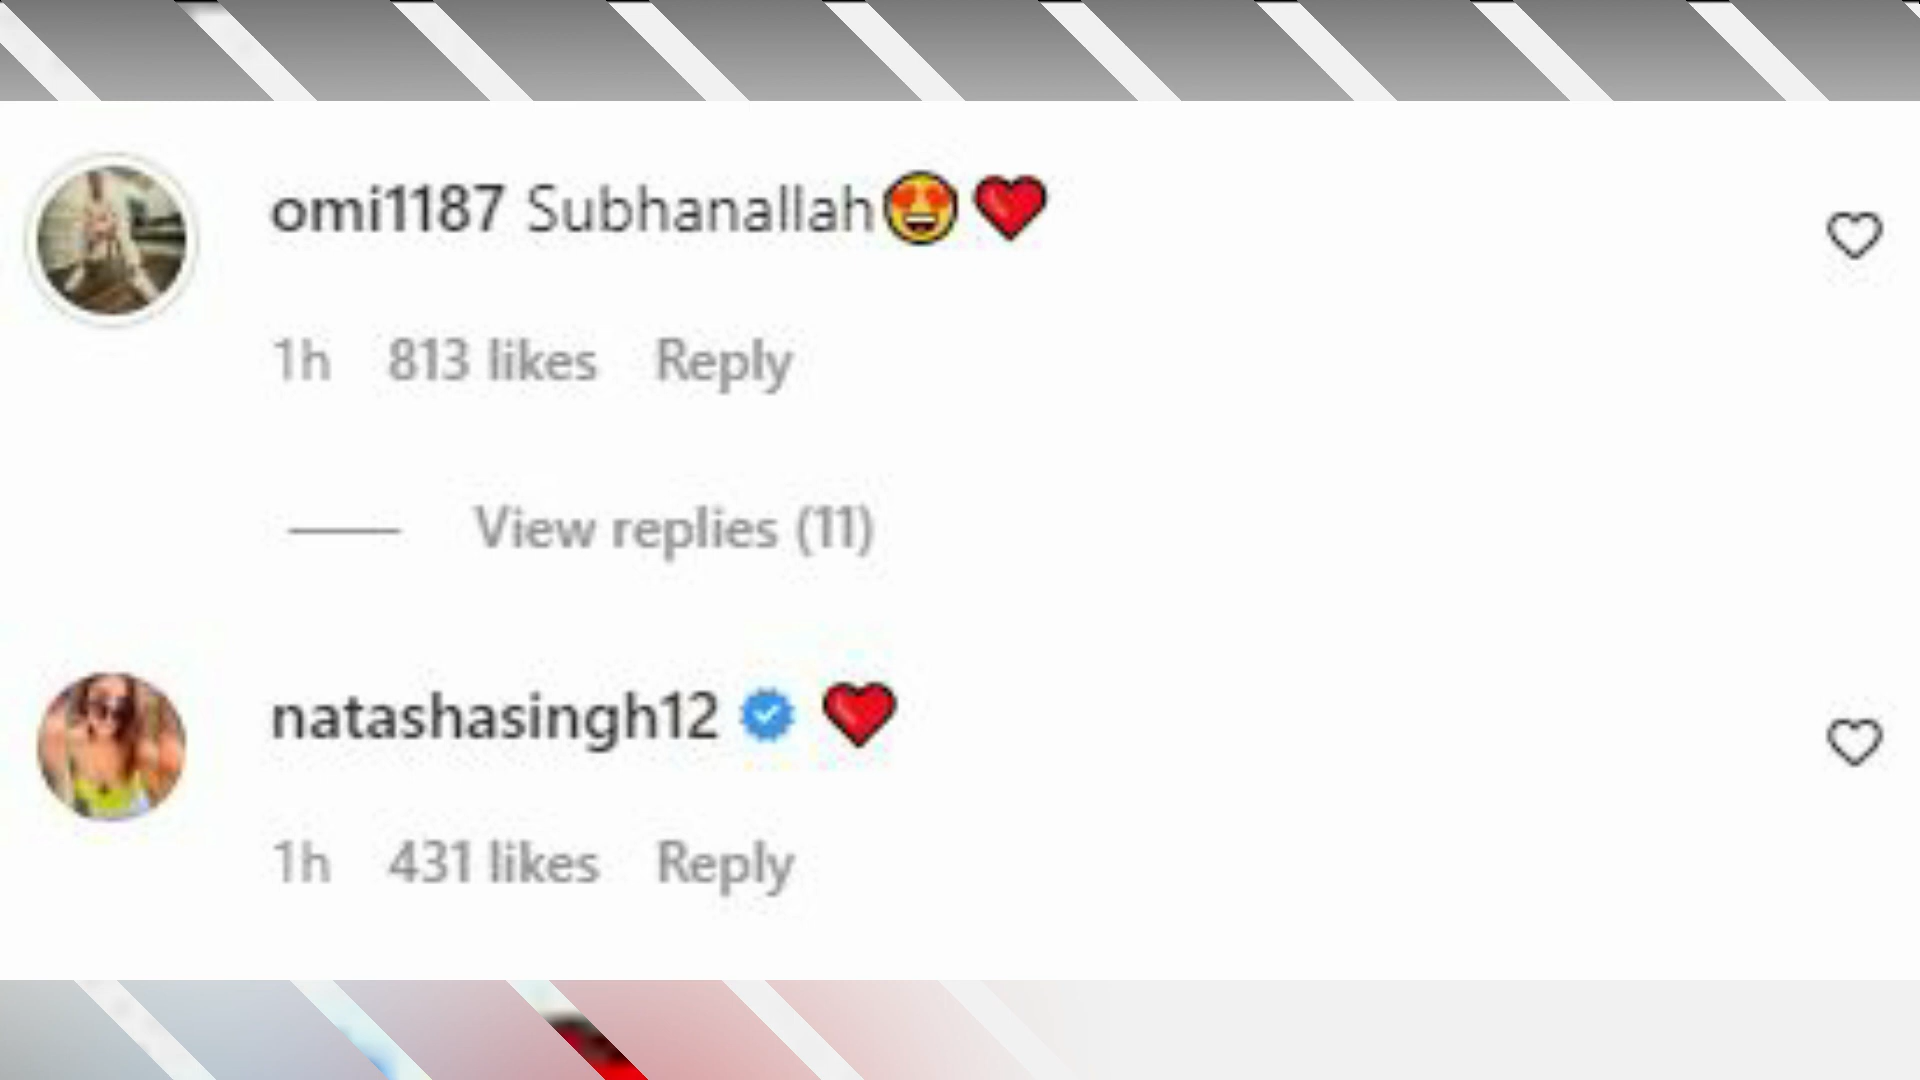 omi1187 Subhanallah😍❤️
1h 813 likes Reply
View replies (11)
natashasingh12 ❤️
1h 431 likes Reply